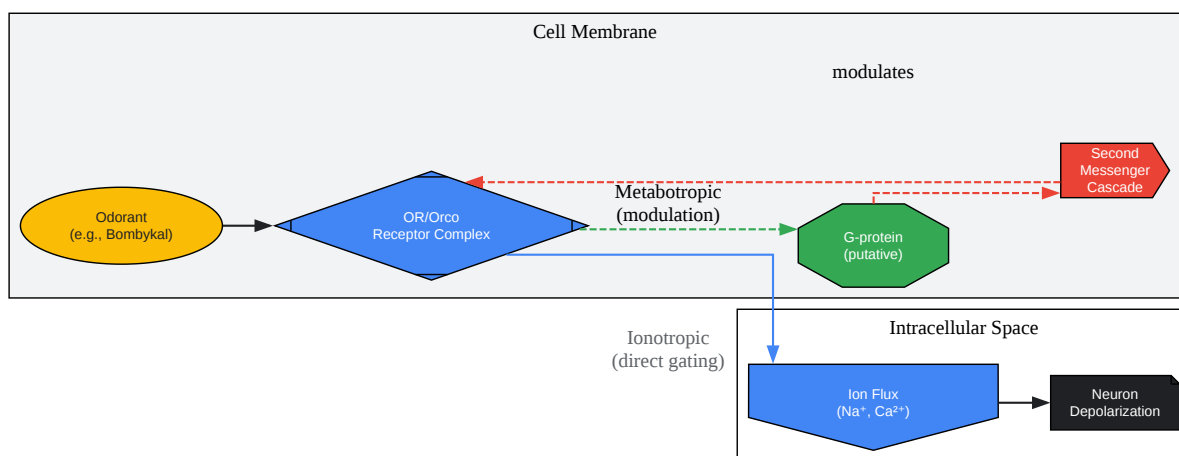 Cell Membrane
modulates
Second
Messenger
Cascade
Metabotropic
(modulation)
Odorant
(e.g., Bombykal)
OR/Orco
Receptor Complex
G-protein
(putative)
Intracellular Space
Ionotropic
(direct gating)
Ion Flux
(Na⁺, Ca²⁺)
Neuron
Depolarization